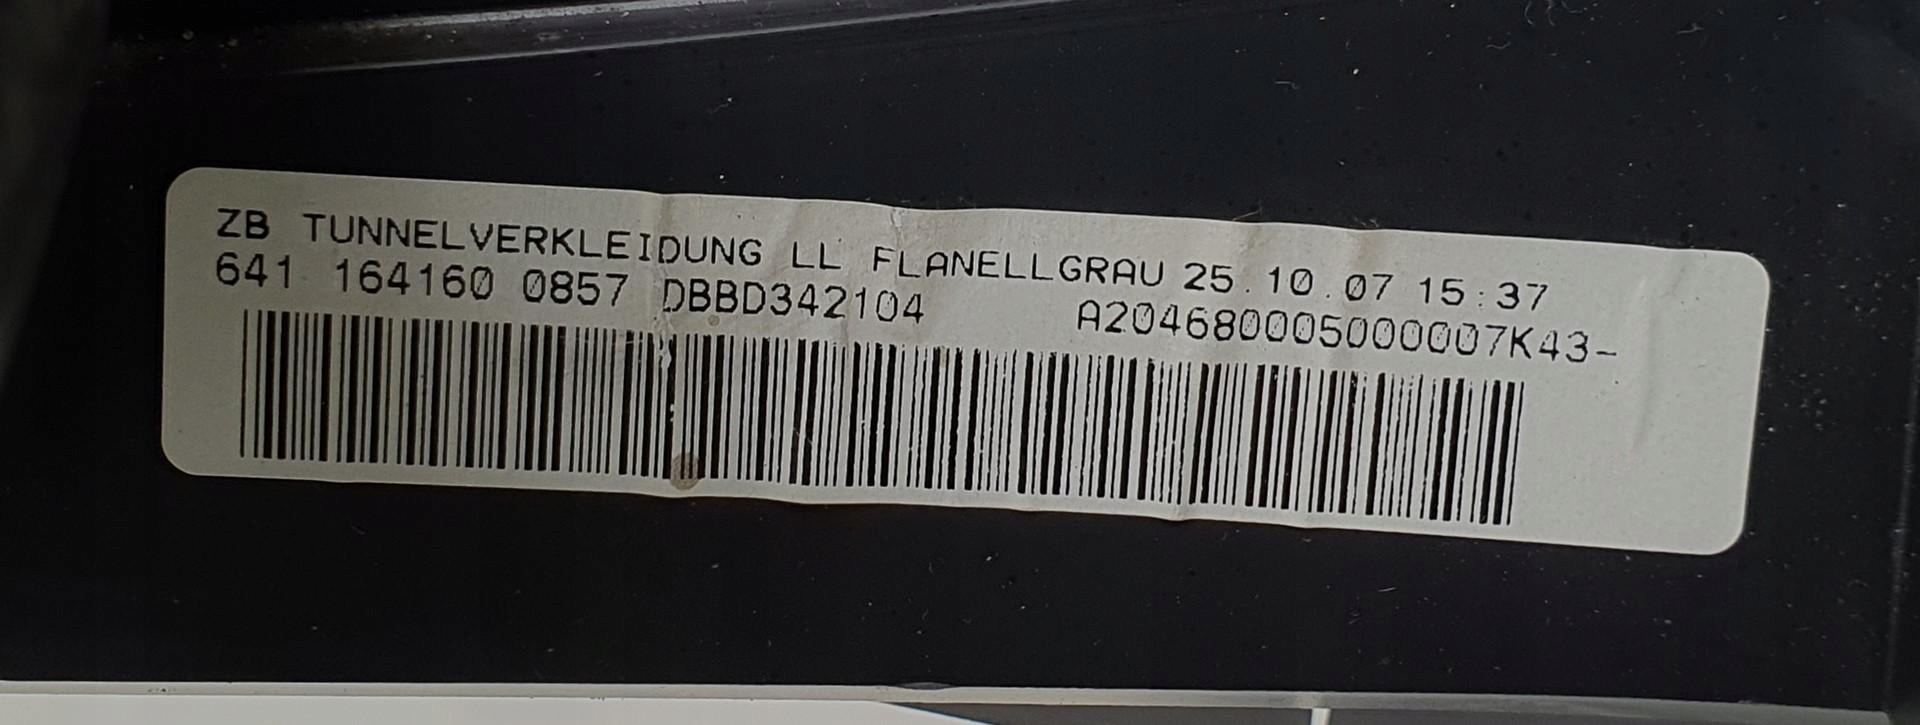 ZB TUNNELVERKLEIDUNG LL FLANELLGRAU 25.10.07 15:37
641 164160 0857 DBBD342104 A2046800050000007K43-